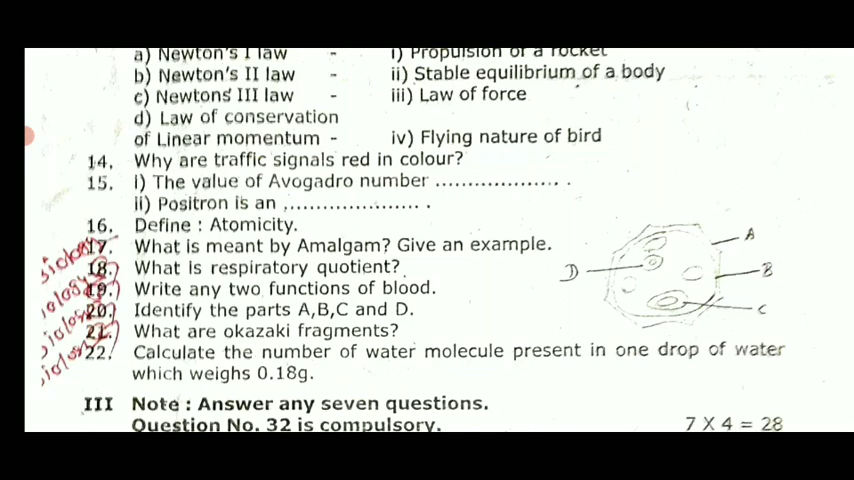 a) Newton's I law - i) Propulsion of a rocket
b) Newton's II law - ii) Stable equilibrium of a body
c) Newtons III law - iii) Law of force
d) Law of conservation
of Linear momentum - iv) Flying nature of bird
14. Why are traffic signals red in colour?
15. i) The value of Avogadro number .................... .
ii) Positron is an ...................... .
16. Define : Atomicity.
17. What is meant by Amalgam? Give an example.
18. What is respiratory quotient?
19. Write any two functions of blood.
20. Identify the parts A,B,C and D.
21. What are okazaki fragments?
22. Calculate the number of water molecule present in one drop of water
which weighs 0.18g.
A
B
C
D
III Note : Answer any seven questions.
Question No. 32 is compulsory. 7 X 4 = 28